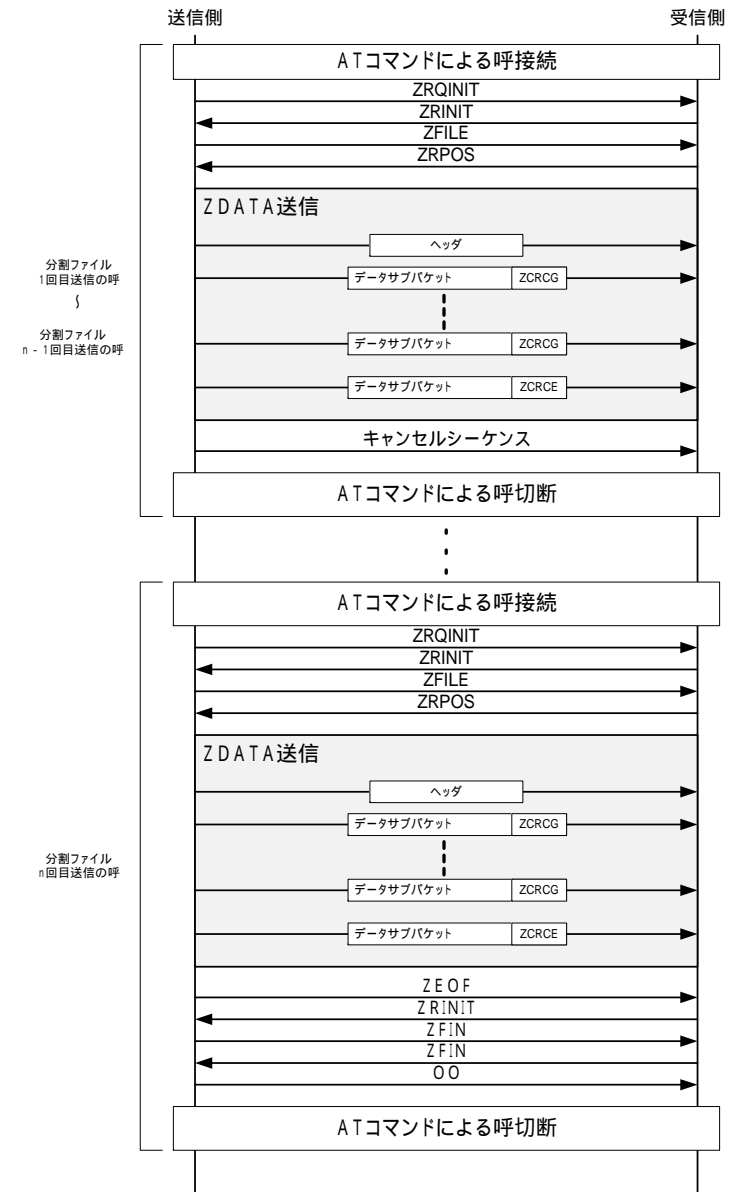 送信側
受信側
ATコマンドによる呼接続
ZRQINIT
ZRINIT
ZFILE
ZRPOS
ZDATA送信
ヘッダ
データサブパケット ZCRCG
分割ファイル
1回目送信の呼
〜
分割ファイル
n-1回目送信の呼
データサブパケット ZCRCG
データサブパケット ZCRCE
キャンセルシーケンス
ATコマンドによる呼切断
ATコマンドによる呼接続
ZRQINIT
ZRINIT
ZFILE
ZRPOS
ZDATA送信
ヘッダ
データサブパケット ZCRCG
分割ファイル
n回目送信の呼
データサブパケット ZCRCG
データサブパケット ZCRCE
ZEOF
ZRINIT
ZFIN
ZFIN
OO
ATコマンドによる呼切断